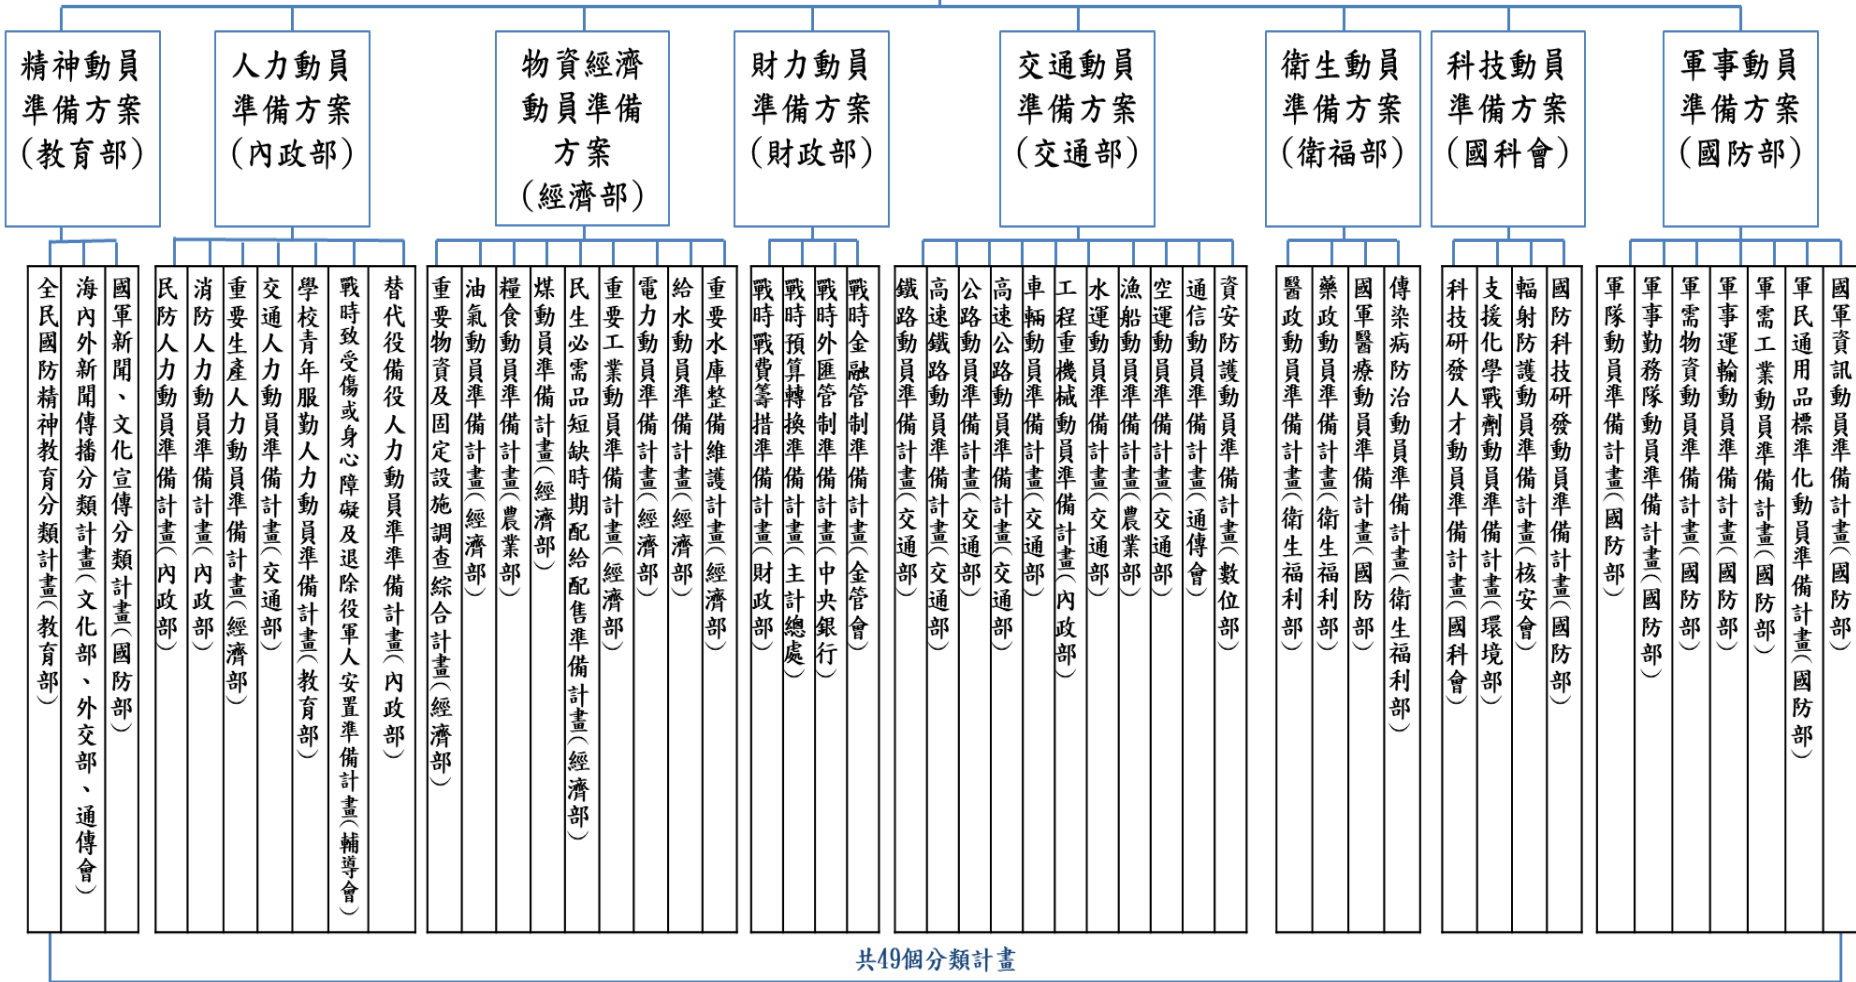 精神動員
準備方案
(教育部)
人力動員
準備方案
(內政部)
物資經濟
動員準備
方案
(經濟部)
財力動員
準備方案
(財政部)
交通動員
準備方案
(交通部)
衛生動員
準備方案
(衛福部)
科技動員
準備方案
(國科會)
軍事動員
準備方案
(國防部)
全民國防精神教育分類計畫(教育部)
海內外新聞傳播分類計畫(文化部、外交部、通傳會)
國軍新聞、文化宣傳分類計畫(國防部)
民防人力動員準備計畫(內政部)
消防人力動員準備計畫(內政部)
重要生產人力動員準備計畫(經濟部)
交通人力動員準備計畫(交通部)
學校青年服勤人力動員準備計畫(教育部)
戰時致受傷或身心障礙及退除役軍人安置準備計畫(輔導會)
替代役備役人力動員準準備計畫(內政部)
重要物資及固定設施調查綜合計畫(經濟部)
油氣動員準備計畫(經濟部)
糧食動員準備計畫(農業部)
煤動員準備計畫(經濟部)
民生必需品短缺時期配給配售準備計畫(經濟部)
重要工業動員準備計畫(經濟部)
電力動員準備計畫(經濟部)
給水動員準備計畫(經濟部)
重要水庫整備維護計畫(經濟部)
戰時戰費籌措準備計畫(財政部)
戰時預算轉換準備計畫(主計總處)
戰時外匯管制準備計畫(中央銀行)
戰時金融管制準備計畫(金管會)
鐵路動員準備計畫(交通部)
高速鐵路動員準備計畫(交通部)
公路動員準備計畫(交通部)
高速公路動員準備計畫(交通部)
車輛動員準備計畫(交通部)
工程重機械動員準備計畫(內政部)
水運動員準備計畫(交通部)
漁船動員準備計畫(農業部)
空運動員準備計畫(交通部)
通信動員準備計畫(通傳會)
資安防護動員準備計畫(數位部)
醫政動員準備計畫(衛生福利部)
藥政動員準備計畫(衛生福利部)
國軍醫療動員準備計畫(國防部)
傳染病防治動員準備計畫(衛生福利部)
科技研發人才動員準備計畫(國科會)
支援化學戰劑動員準備計畫(環境部)
輻射防護動員準備計畫(核安會)
國防科技研發動員準備計畫(國防部)
軍隊動員準備計畫(國防部)
軍事勤務隊動員準備計畫(國防部)
軍需物資動員準備計畫(國防部)
軍事運輸動員準備計畫(國防部)
軍需工業動員準備計畫(國防部)
軍民通用品標準化動員準備計畫(國防部)
國軍資訊動員準備計畫(國防部)
共49個分類計畫